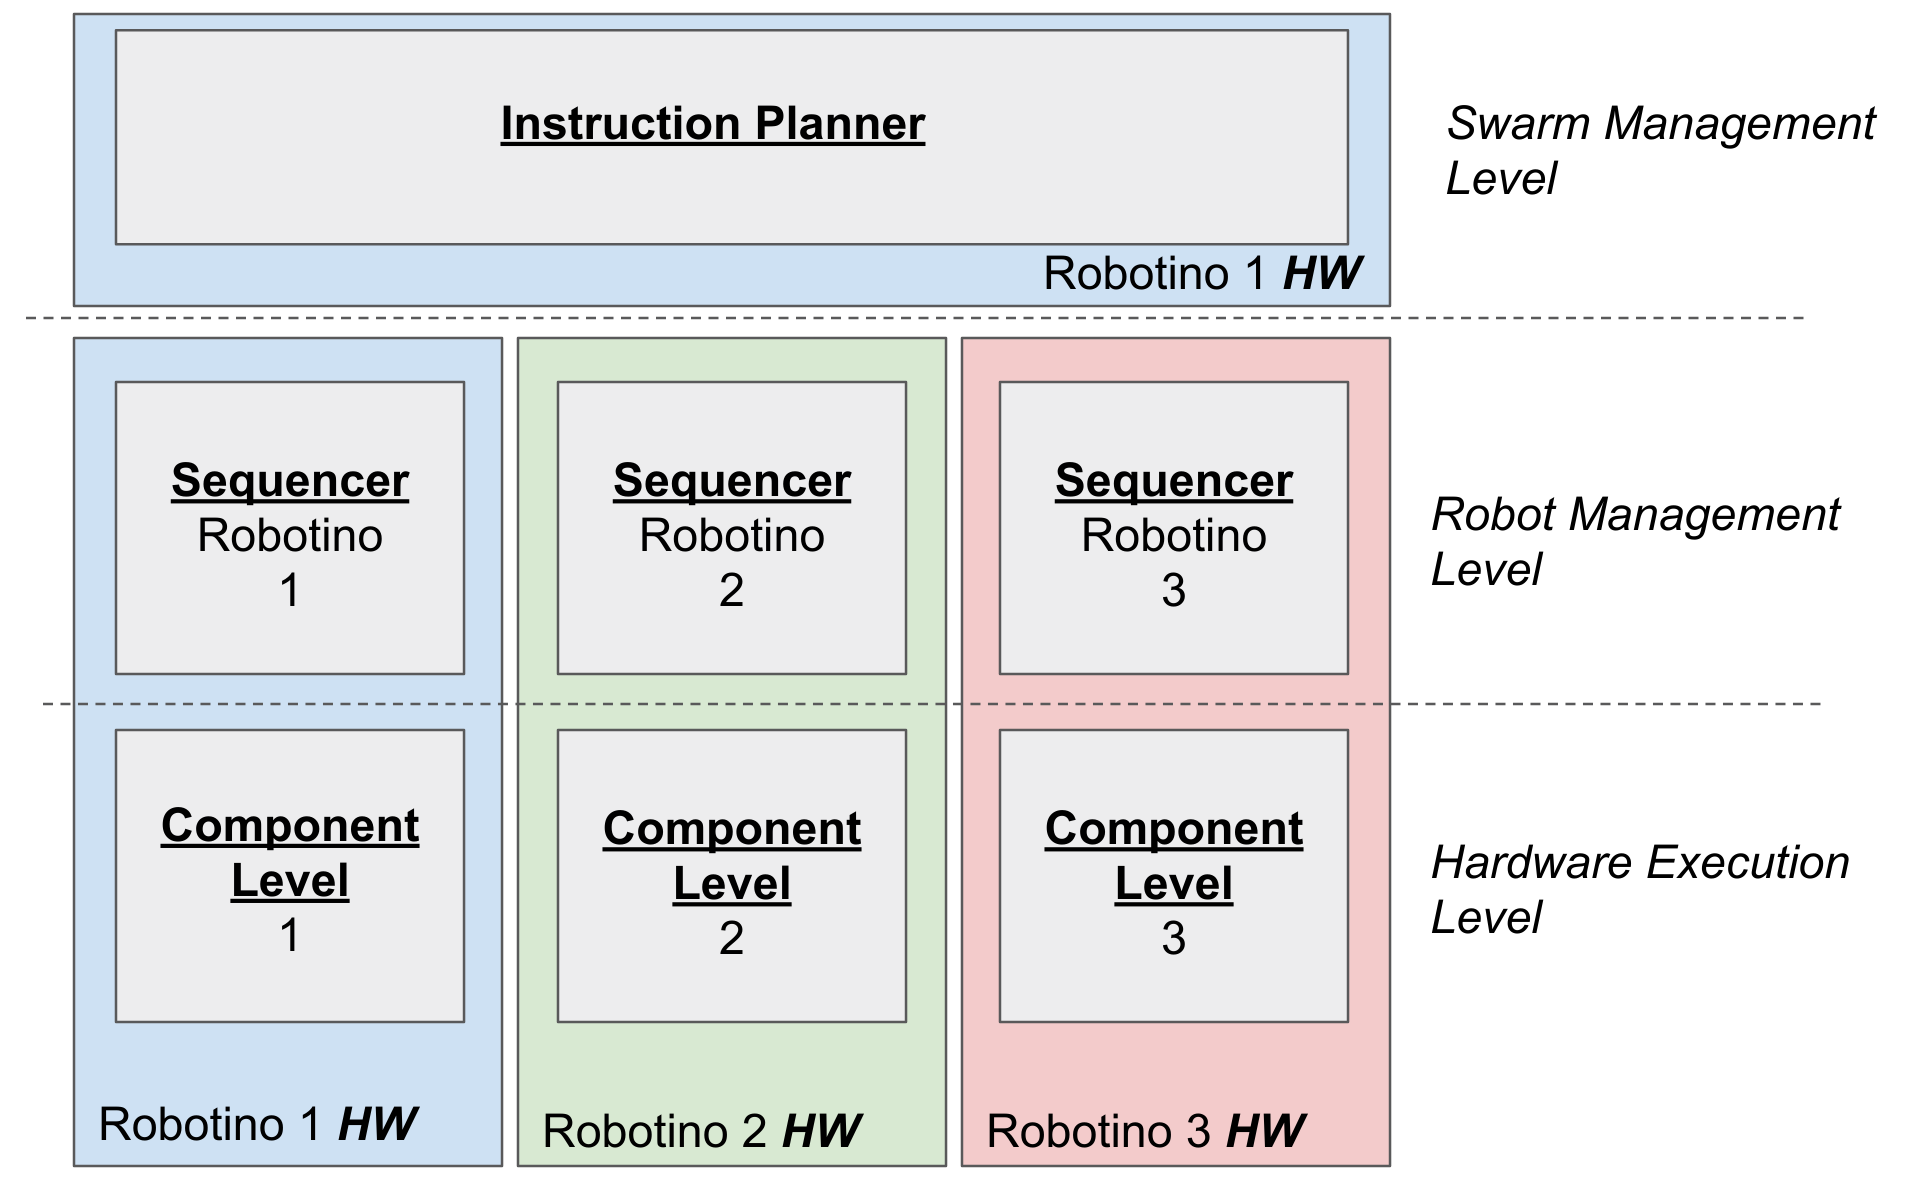 Instruction Planner
Robotino 1 HW
Swarm Management
Level
Sequencer
Robotino
1
Sequencer
Robotino
2
Sequencer
Robotino
3
Robot Management
Level
Component
Level
1
Component
Level
2
Component
Level
3
Hardware Execution
Level
Robotino 1 HW
Robotino 2 HW
Robotino 3 HW